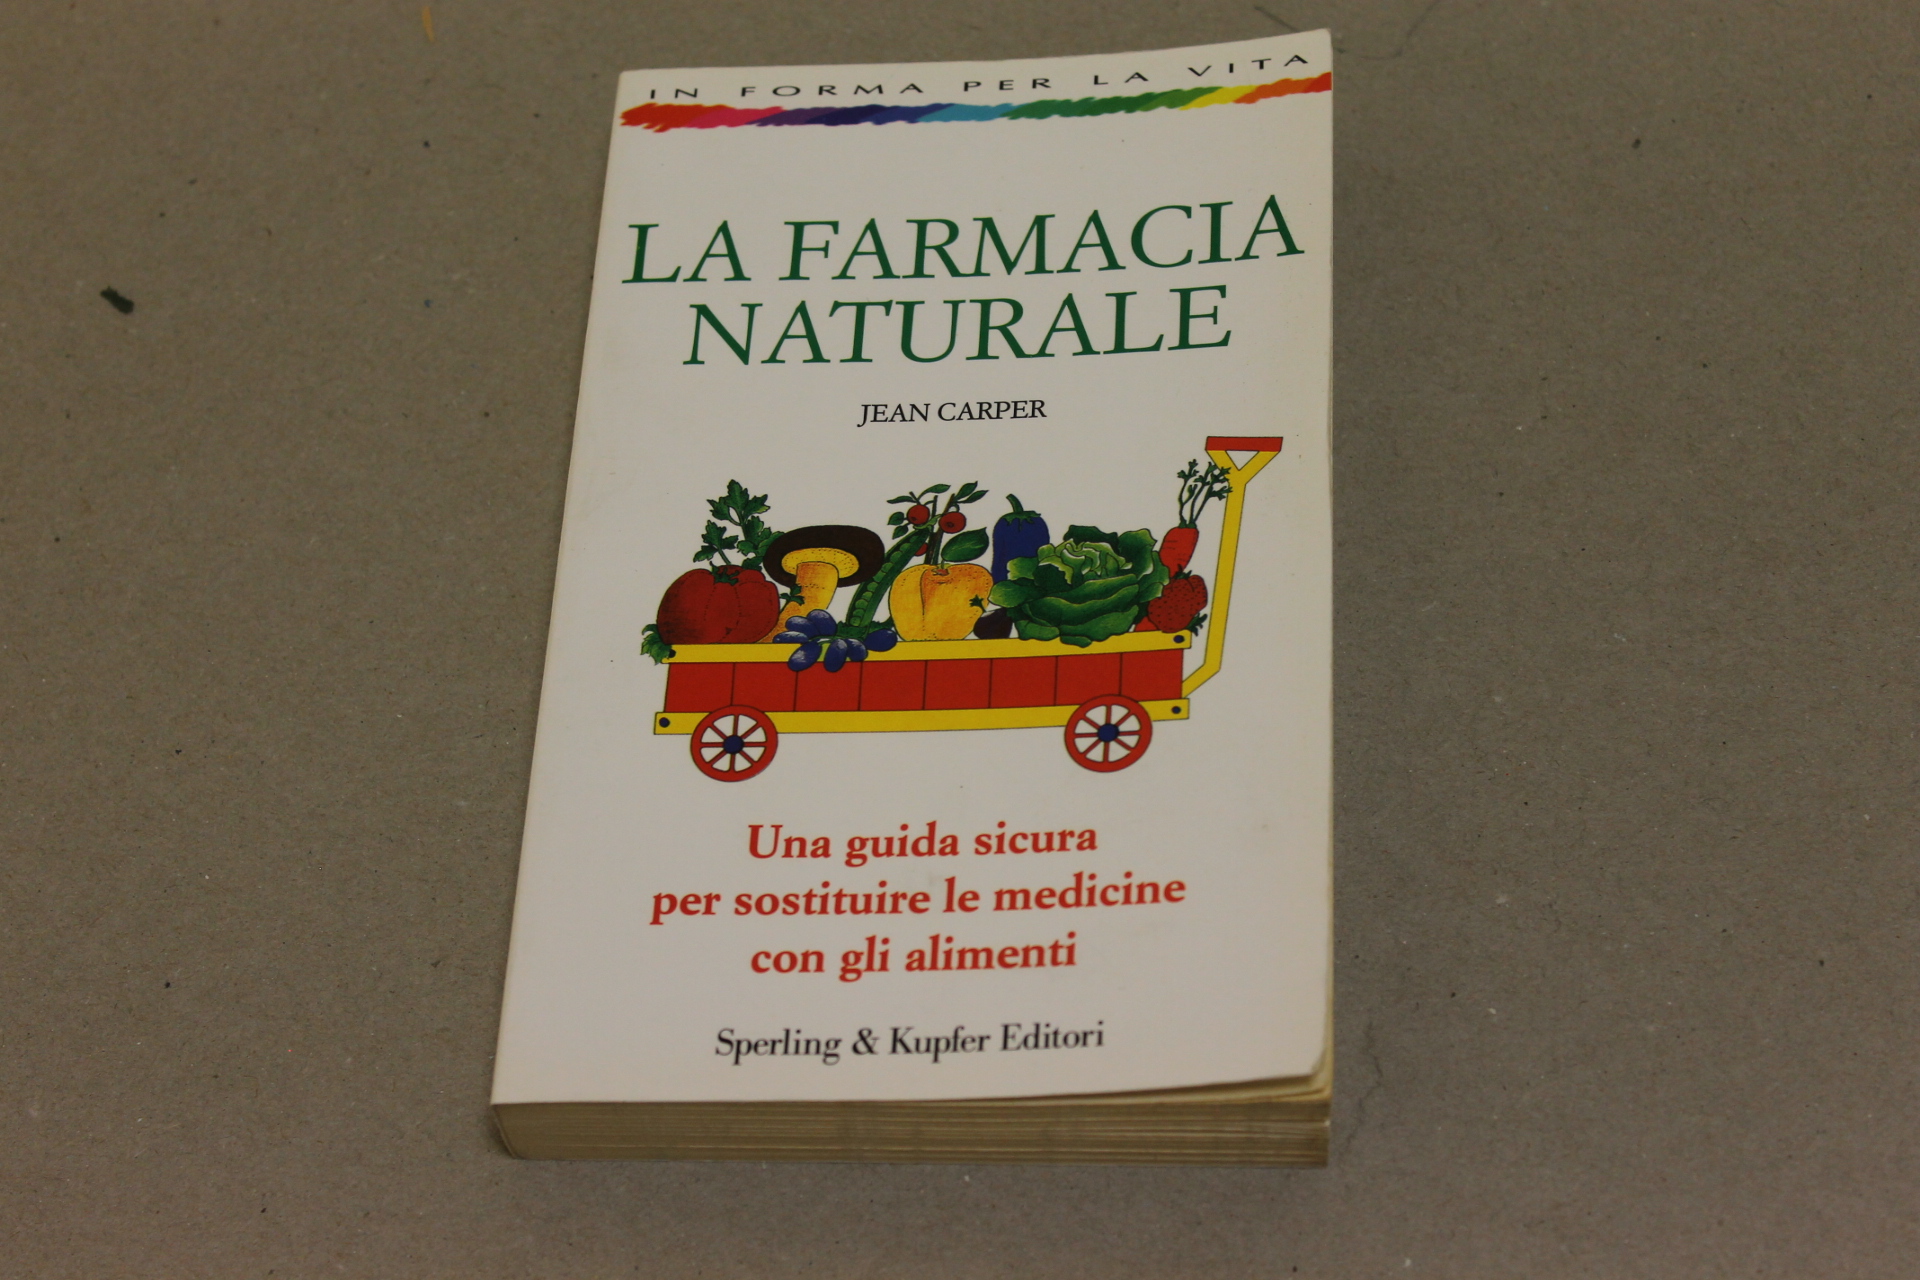 IN FORMA PER LA VITA
LA FARMACIA
NATURALE
JEAN CARPER
Una guida sicura
per sostituire le medicine
con gli alimenti
Sperling & Kupfer Editori